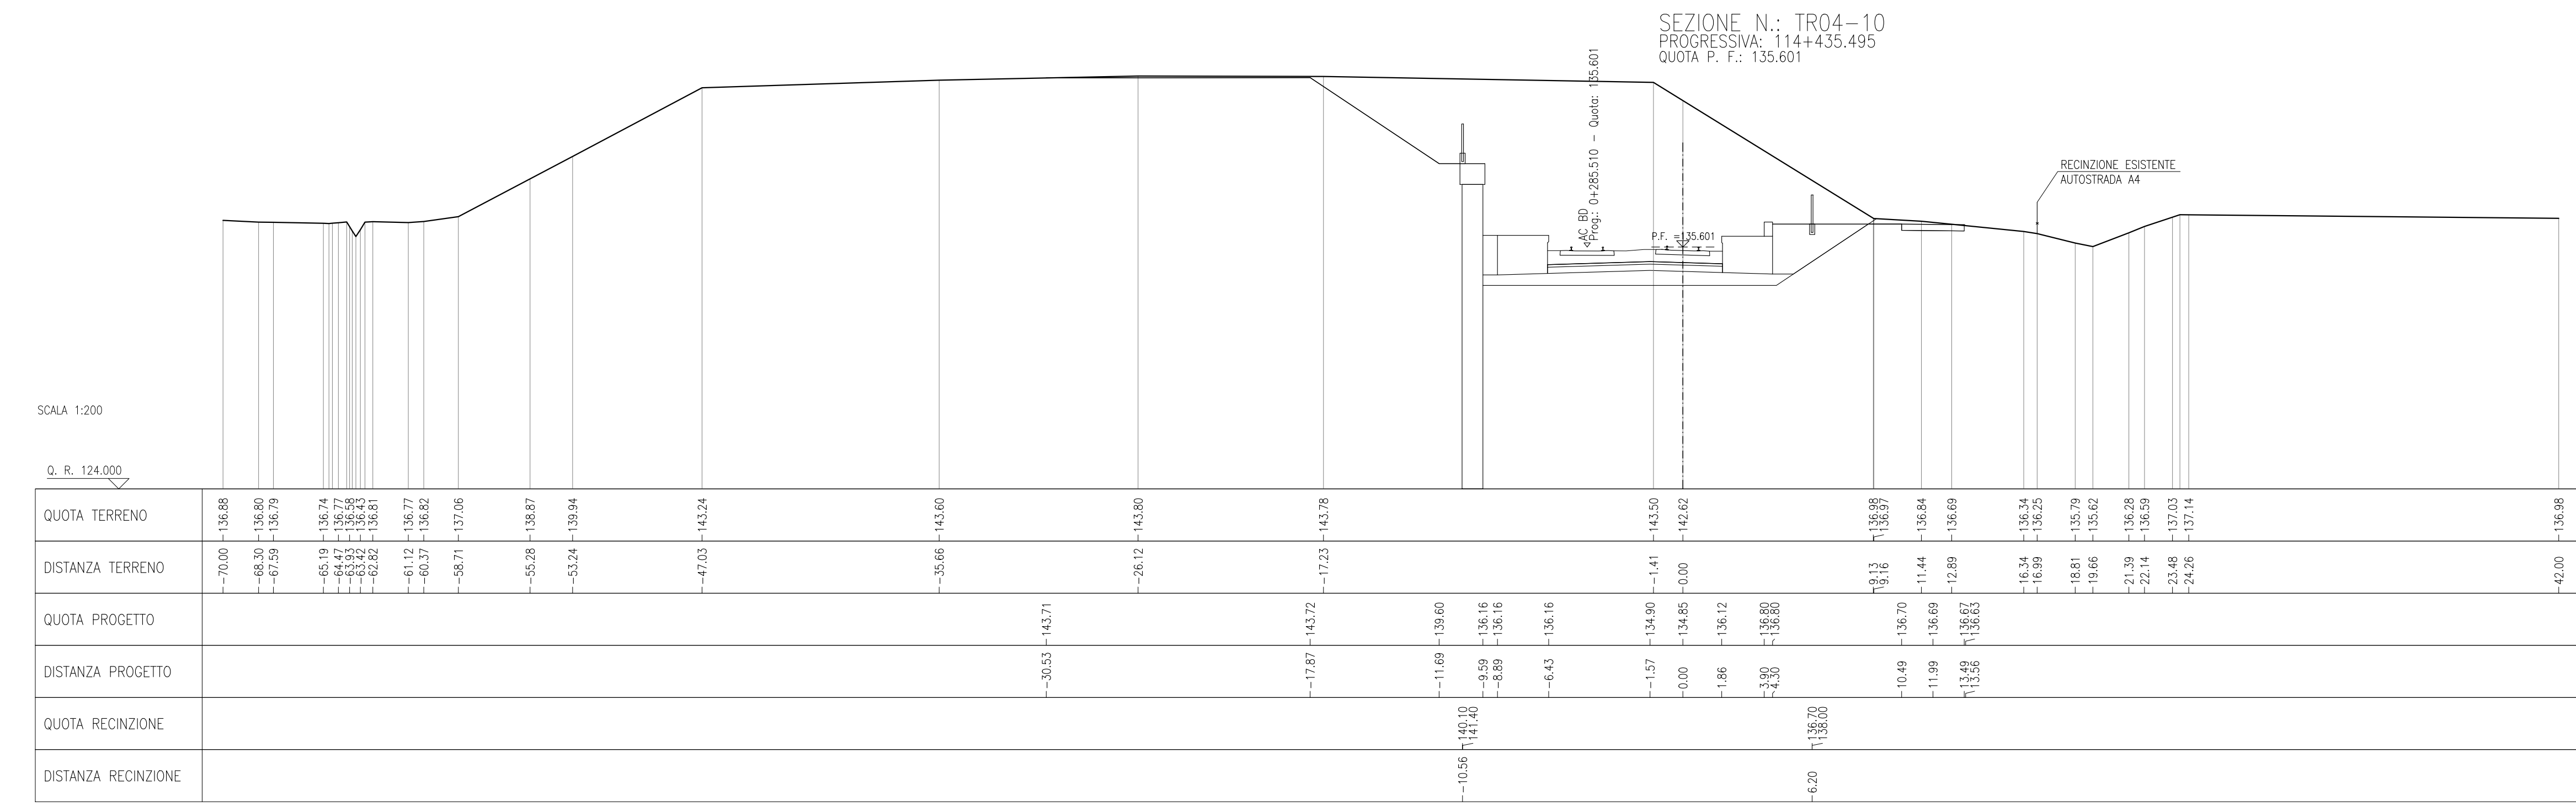 SEZIONE N.: TR04-10
PROGRESSIVA: 114+435.495
QUOTA P. F.: 135.601
AC BD
Prog.: 0+285.510 - Quota: 135.601
P.F. =135.601
RECINZIONE ESISTENTE
AUTOSTRADA A4
SCALA 1:200
Q. R. 124.000
QUOTA TERRENO 136.88 136.80 136.79 136.74 136.77 136.58 136.43 136.81 136.77 136.82 137.06 138.87 139.94 143.24 143.60 143.80 143.78 143.50 142.62 136.98 136.97 136.84 136.69 136.34 136.25 135.79 135.62 136.28 136.59 137.03 137.14 136.98
DISTANZA TERRENO -70.00 -68.30 -67.59 -65.19 -64.47 -63.93 -63.42 -62.82 -61.12 -60.37 -58.71 -55.28 -53.24 -47.03 -35.66 -26.12 -17.23 -1.41 0.00 9.13 9.16 11.44 12.89 16.34 16.99 18.81 19.66 21.39 22.14 23.48 24.26 42.00
QUOTA PROGETTO 143.71 143.72 139.60 136.16 136.16 136.16 134.90 134.85 136.12 136.80 136.80 136.70 136.69 136.67 136.63
DISTANZA PROGETTO -30.53 -17.87 -11.69 -9.59 -8.89 -6.43 -1.57 0.00 1.86 3.90 4.30 10.49 11.99 13.49 13.56
QUOTA RECINZIONE 140.10 141.40 136.70 138.00
DISTANZA RECINZIONE -10.56 6.20